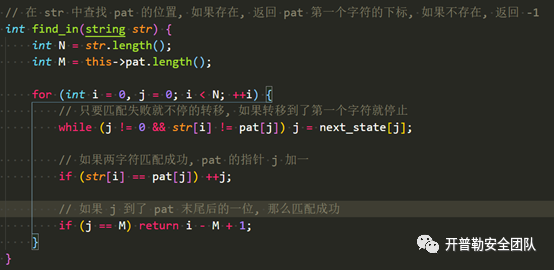 // 在 str 中查找 pat 的位置, 如果存在, 返回 pat 第一个字符的下标, 如果不存在, 返回 -1
int find_in(string str) {
    int N = str.length();
    int M = this->pat.length();

    for (int i = 0, j = 0; i < N; ++i) {
        // 只要匹配失败就不停的转移, 如果转移到了第一个字符就停止
        while (j != 0 && str[i] != pat[j]) j = next_state[j];

        // 如果两字符匹配成功, pat 的指针 j 加一
        if (str[i] == pat[j]) ++j;

        // 如果 j 到了 pat 末尾后的一位, 那么匹配成功
        if (j == M) return i - M + 1;
    }
}
开普勒安全团队